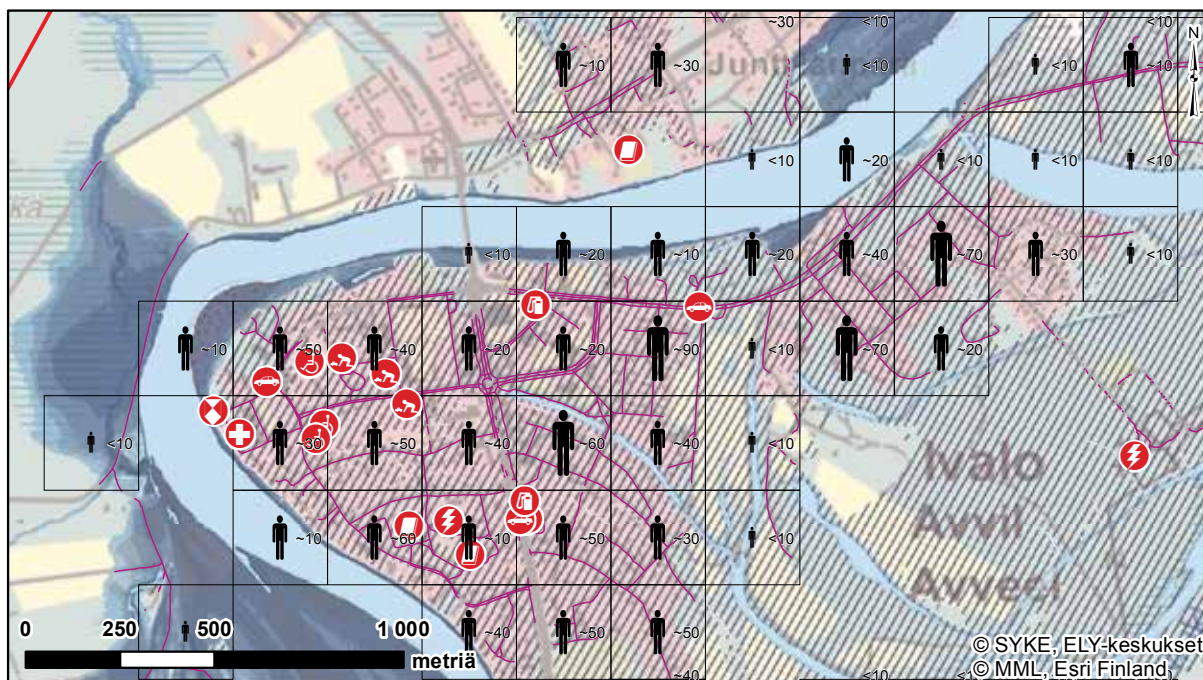 ~30 <10 <10 N
~10 ~30 <10 <10 ~10
<10 ~20 <10 <10 <10
<10 ~20 ~10 ~20 ~40 ~70 ~30 <10
~10 ~50 ~40 ~20 ~20 ~90 <10 ~70 ~20
<10 ~30 ~50 ~40 ~60 ~40 <10
Ivalo
~10 ~60 ~10 ~50 ~30 <10
Avveel
0 250 500 1 000
~40 ~50 ~50
metriä
© SYKE, ELY-keskukset
© MML, Esri Finland
~40 <10 <10